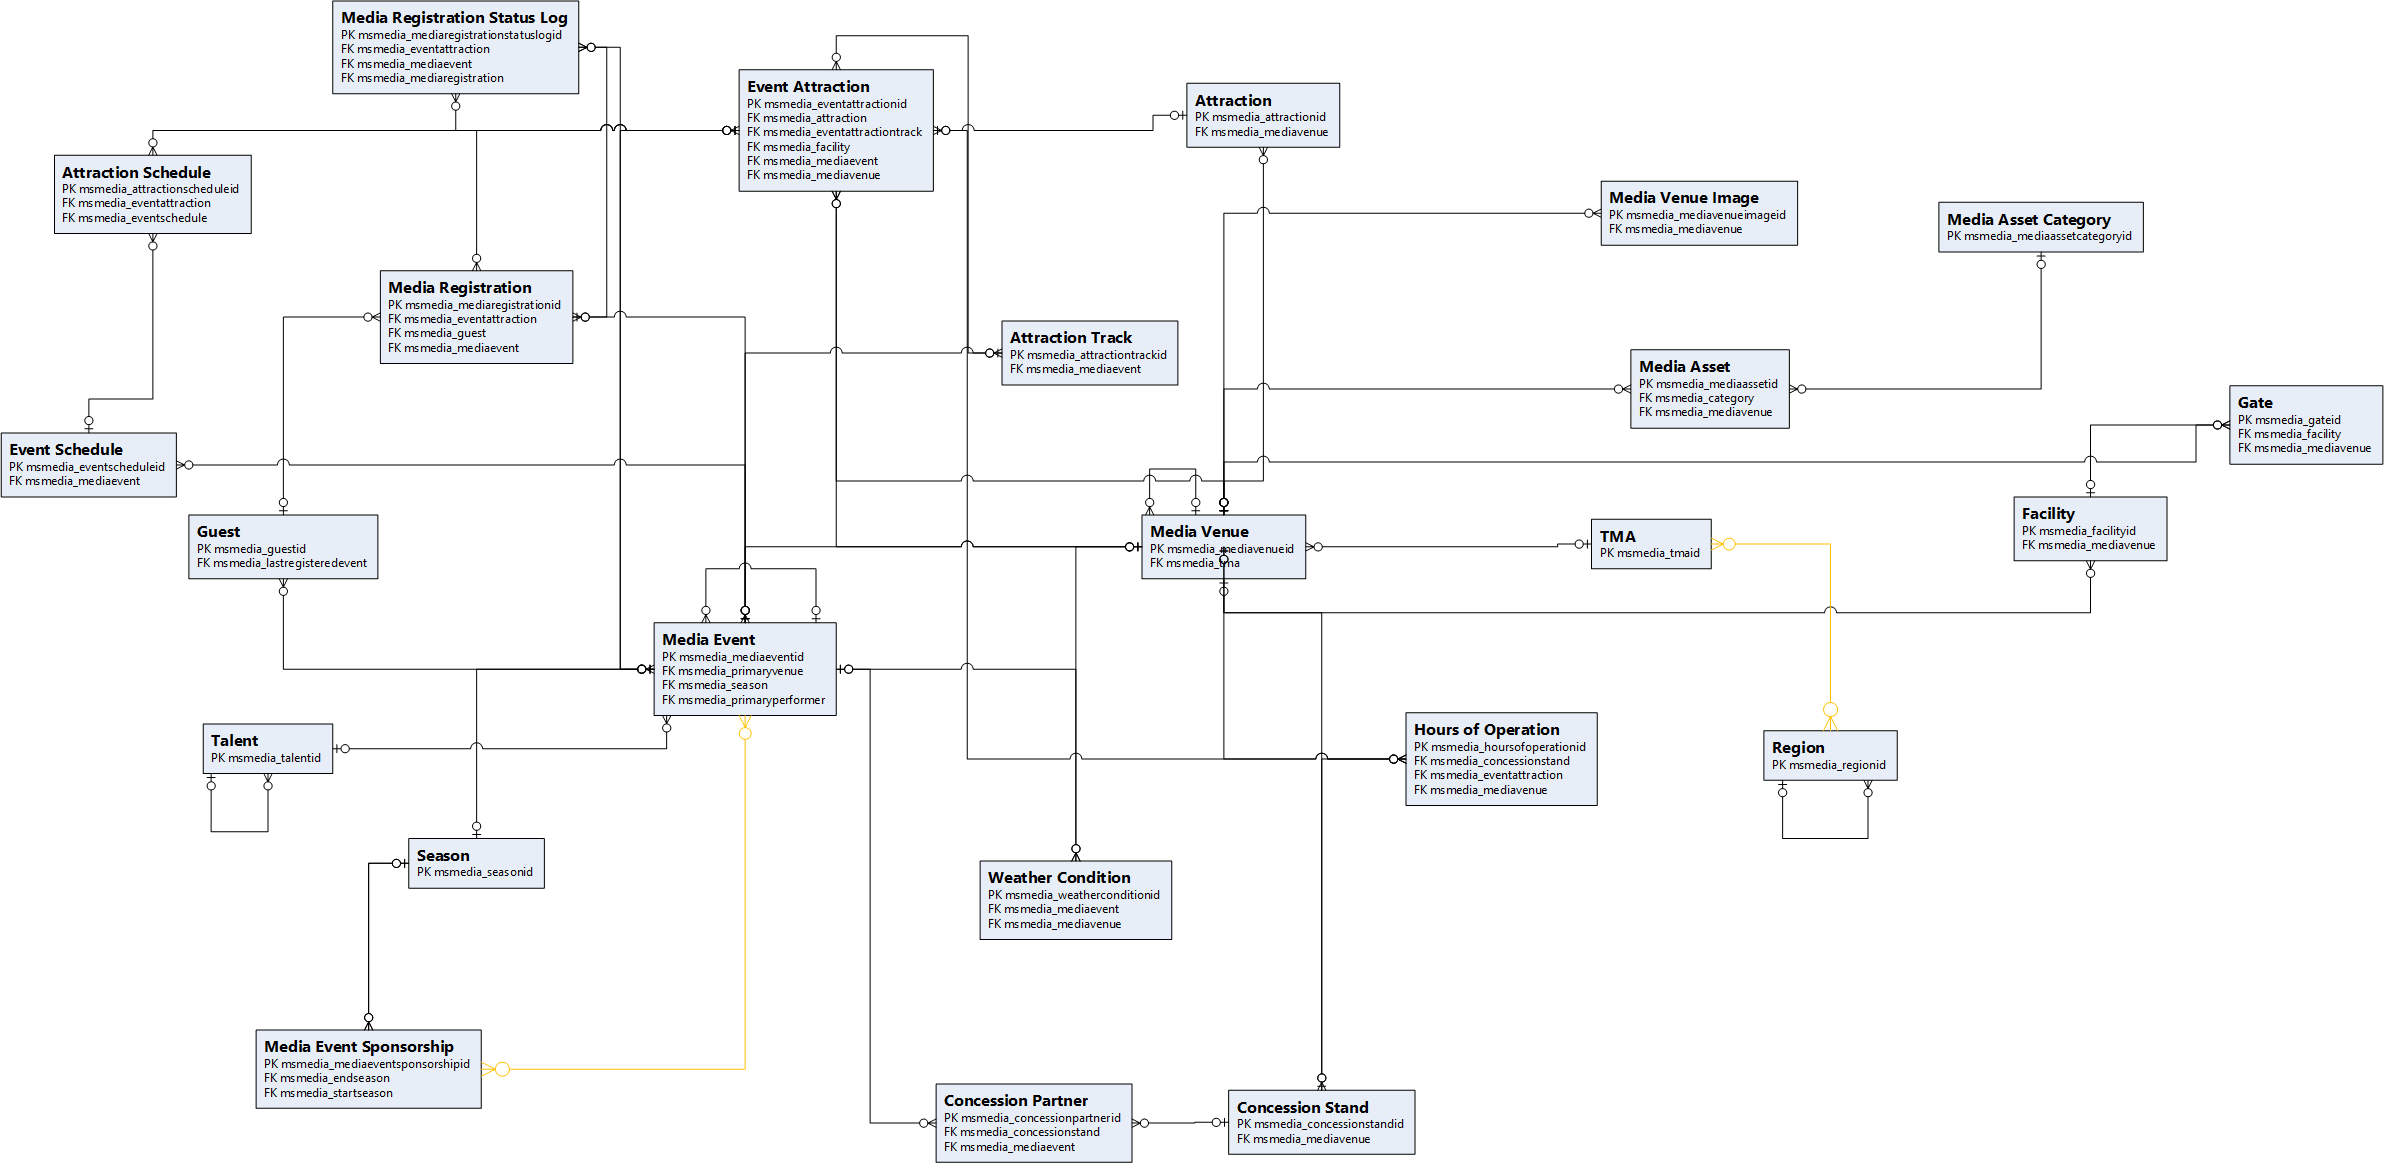 Media Registration Status Log
PK msmedia_mediaregistrationstatuslogid
FK msmedia_eventattraction
FK msmedia_mediaevent
FK msmedia_mediaregistration
Event Attraction
PK msmedia_eventattractionid
FK msmedia_attraction
FK msmedia_eventattractiontrack
FK msmedia_facility
FK msmedia_mediaevent
FK msmedia_mediavenue
Attraction
PK msmedia_attractionid
FK msmedia_mediavenue
Attraction Schedule
PK msmedia_attractionscheduleid
FK msmedia_eventattraction
FK msmedia_eventschedule
Media Venue Image
PK msmedia_mediavenueimageid
FK msmedia_mediavenue
Media Asset Category
PK msmedia_mediaassetcategoryid
Media Registration
PK msmedia_mediaregistrationid
FK msmedia_eventattraction
FK msmedia_guest
FK msmedia_mediaevent
Attraction Track
PK msmedia_attractiontrackid
FK msmedia_mediaevent
Media Asset
PK msmedia_mediaassetid
FK msmedia_category
FK msmedia_mediavenue
Gate
PK msmedia_gateid
FK msmedia_facility
FK msmedia_mediavenue
Event Schedule
PK msmedia_eventscheduleid
FK msmedia_mediaevent
Guest
PK msmedia_guestid
FK msmedia_lastregisteredevent
Media Venue
PK msmedia_mediavenueid
FK msmedia_tma
TMA
PK msmedia_tmaid
Facility
PK msmedia_facilityid
FK msmedia_mediavenue
Media Event
PK msmedia_mediaeventid
FK msmedia_primaryvenue
FK msmedia_season
FK msmedia_primaryperformer
Talent
PK msmedia_talentid
Hours of Operation
PK msmedia_hoursofoperationid
FK msmedia_concessionstand
FK msmedia_eventattraction
FK msmedia_mediavenue
Region
PK msmedia_regionid
Season
PK msmedia_seasonid
Weather Condition
PK msmedia_weatherconditionid
FK msmedia_mediaevent
FK msmedia_mediavenue
Media Event Sponsorship
PK msmedia_mediaeventsponsorshipid
FK msmedia_endseason
FK msmedia_startseason
Concession Partner
PK msmedia_concessionpartnerid
FK msmedia_concessionstand
FK msmedia_mediaevent
Concession Stand
PK msmedia_concessionstandid
FK msmedia_mediavenue